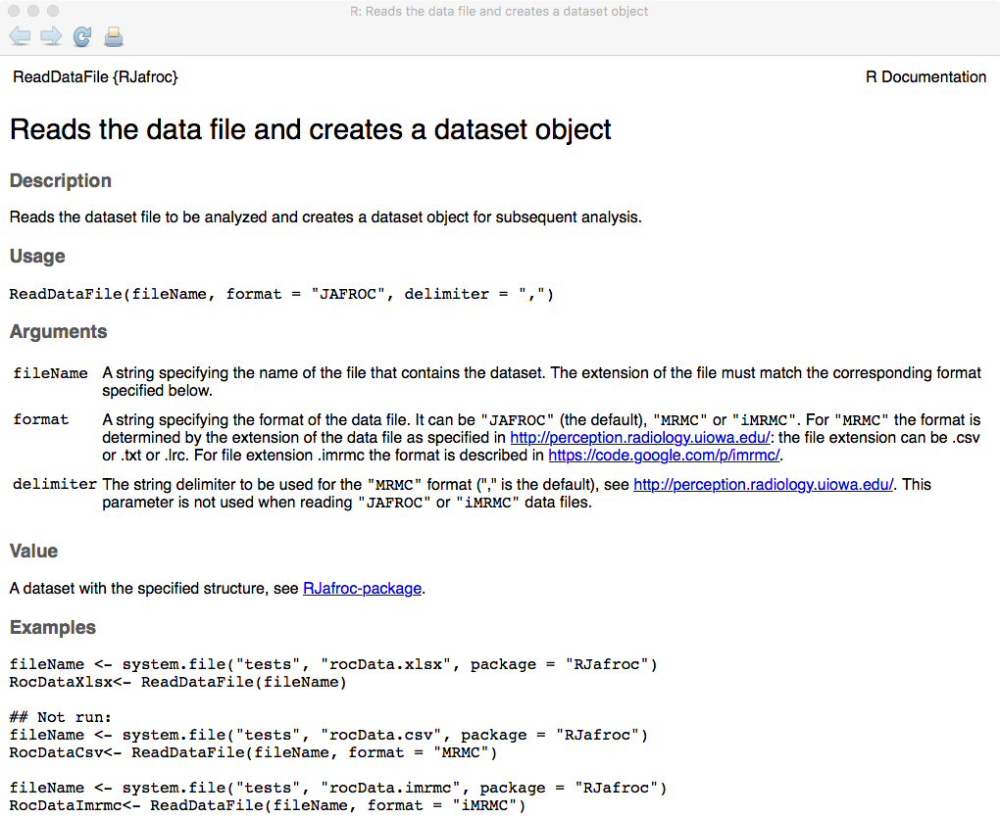 R: Reads the data file and creates a dataset object
ReadDataFile {RJafroc}
R Documentation
Reads the data file and creates a dataset object
Description
Reads the dataset file to be analyzed and creates a dataset object for subsequent analysis.
Usage
ReadDataFile(fileName, format = "JAFROC", delimiter = ",")
Arguments
fileName A string specifying the name of the file that contains the dataset. The extension of the file must match the corresponding format
specified below.
format A string specifying the format of the data file. It can be "JAFROC" (the default), "MRMC" or "iMRMC". For "MRMC" the format is
determined by the extension of the data file as specified in http://perception.radiology.uiowa.edu/: the file extension can be .csv
or .txt or .lrc. For file extension .imrmc the format is described in https://code.google.com/p/imrmc/.
delimiter The string delimiter to be used for the "MRMC" format ("," is the default), see http://perception.radiology.uiowa.edu/. This
parameter is not used when reading "JAFROC" or "iMRMC" data files.
Value
A dataset with the specified structure, see RJafroc-package.
Examples
fileName <- system.file("tests", "rocData.xlsx", package = "RJafroc")
RocDataXlsx<- ReadDataFile(fileName)
## Not run:
fileName <- system.file("tests", "rocData.csv", package = "RJafroc")
RocDataCsv<- ReadDataFile(fileName, format = "MRMC")
fileName <- system.file("tests", "rocData.imrmc", package = "RJafroc")
RocDataImrmc<- ReadDataFile(fileName, format = "iMRMC")